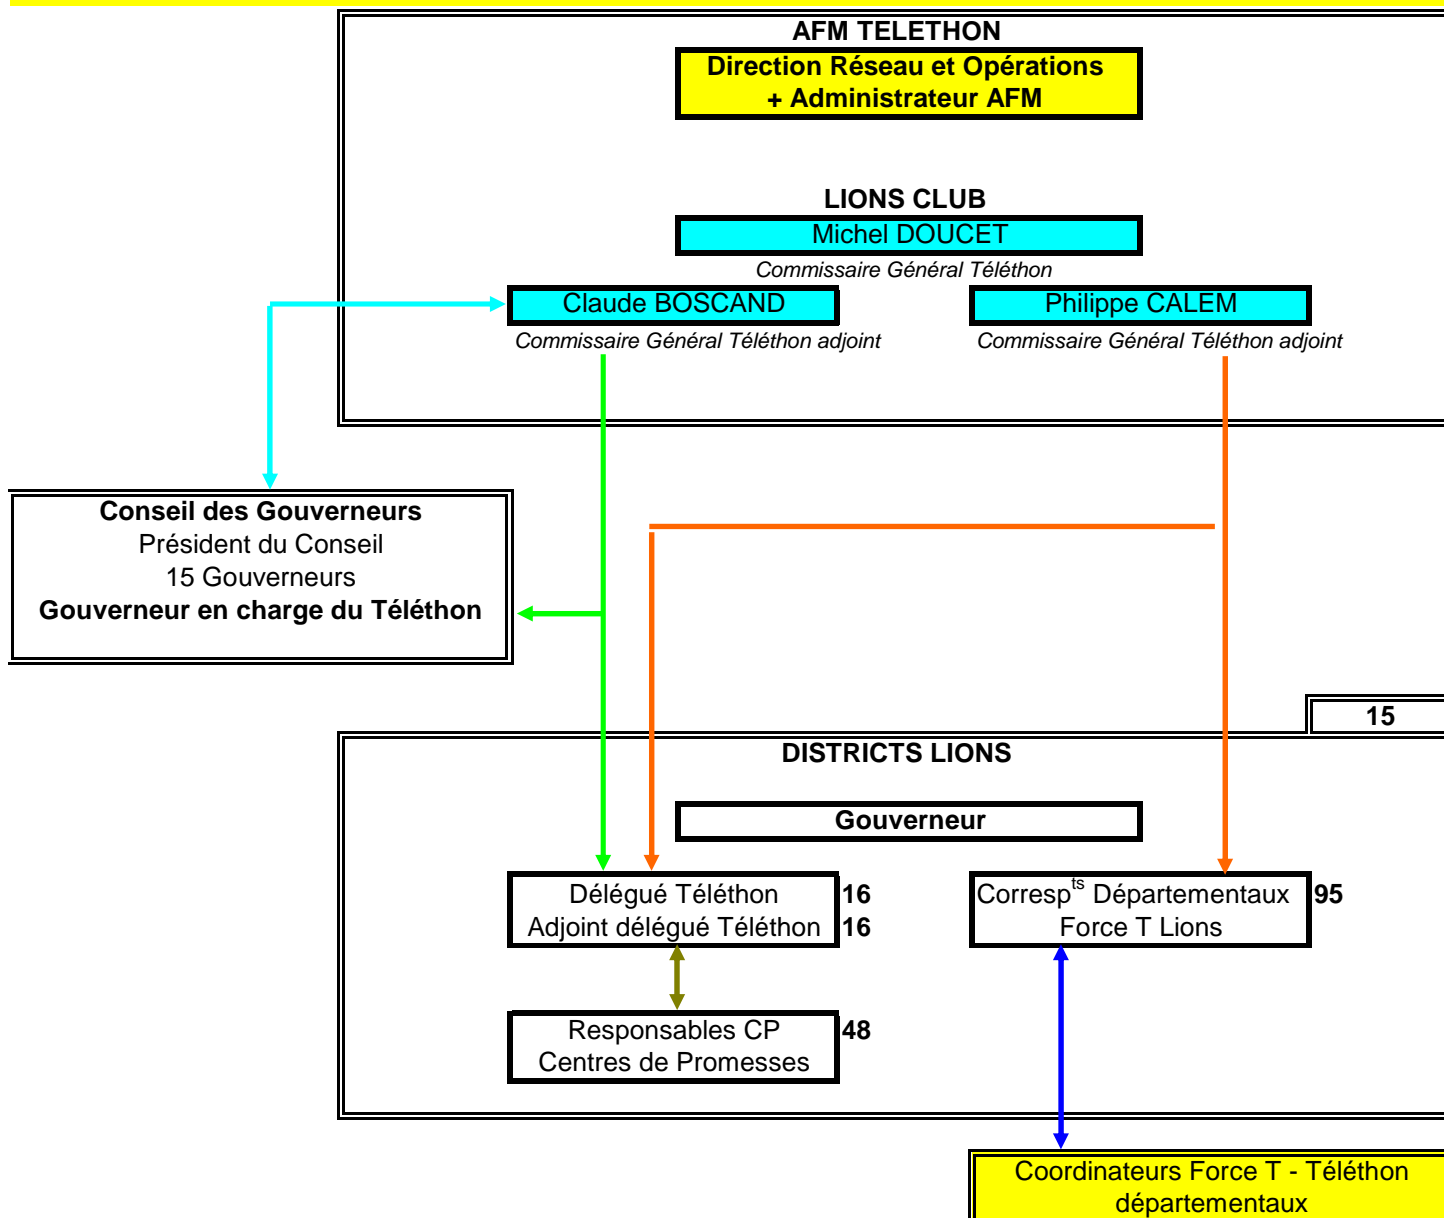 AFM TELETHON
Direction Réseau et Opérations
+ Administrateur AFM
LIONS CLUB
Michel DOUCET
Commissaire Général Téléthon
Claude BOSCAND
Philippe CALEM
Commissaire Général Téléthon adjoint
Commissaire Général Téléthon adjoint
Conseil des Gouverneurs
Président du Conseil
15 Gouverneurs
Gouverneur en charge du Téléthon
15
DISTRICTS LIONS
Gouverneur
Délégué Téléthon 16
Adjoint délégué Téléthon 16
Correspts Départementaux 95
Force T Lions
Responsables CP 48
Centres de Promesses
Coordinateurs Force T - Téléthon
départementaux